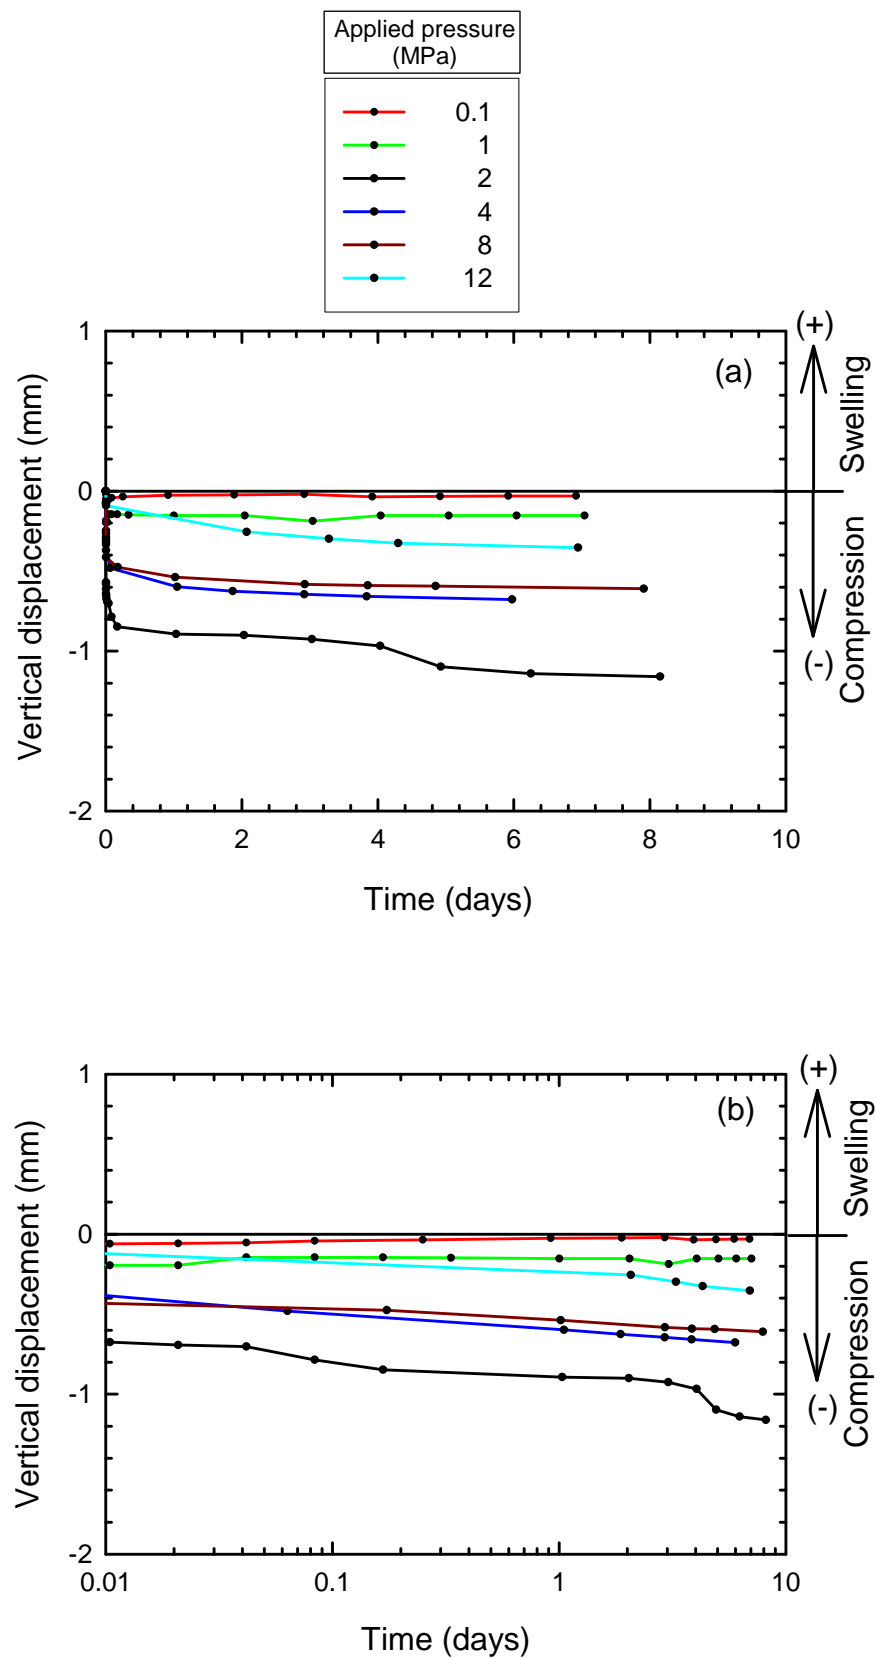 Applied pressure
(MPa)
0.1
1
2
4
8
12
1
0
-1
-2
0
2
4
6
8
10
Vertical displacement (mm)
Time (days)
(a)
(+)
Swelling
Compression
(-)
1
0
-1
-2
0.01
0.1
1
10
Vertical displacement (mm)
Time (days)
(b)
(+)
Swelling
Compression
(-)